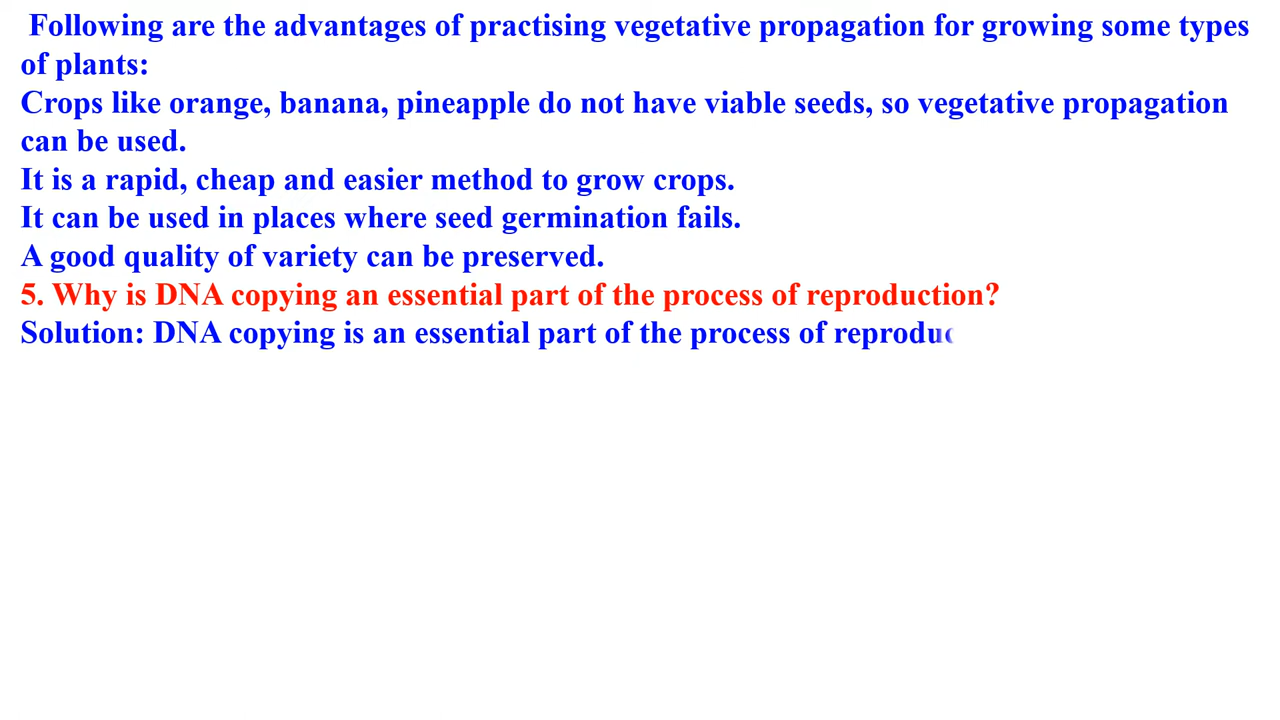 Following are the advantages of practising vegetative propagation for growing some types
of plants:
Crops like orange, banana, pineapple do not have viable seeds, so vegetative propagation
can be used.
It is a rapid, cheap and easier method to grow crops.
It can be used in places where seed germination fails.
A good quality of variety can be preserved.
5. Why is DNA copying an essential part of the process of reproduction?
Solution: DNA copying is an essential part of the process of reproduc